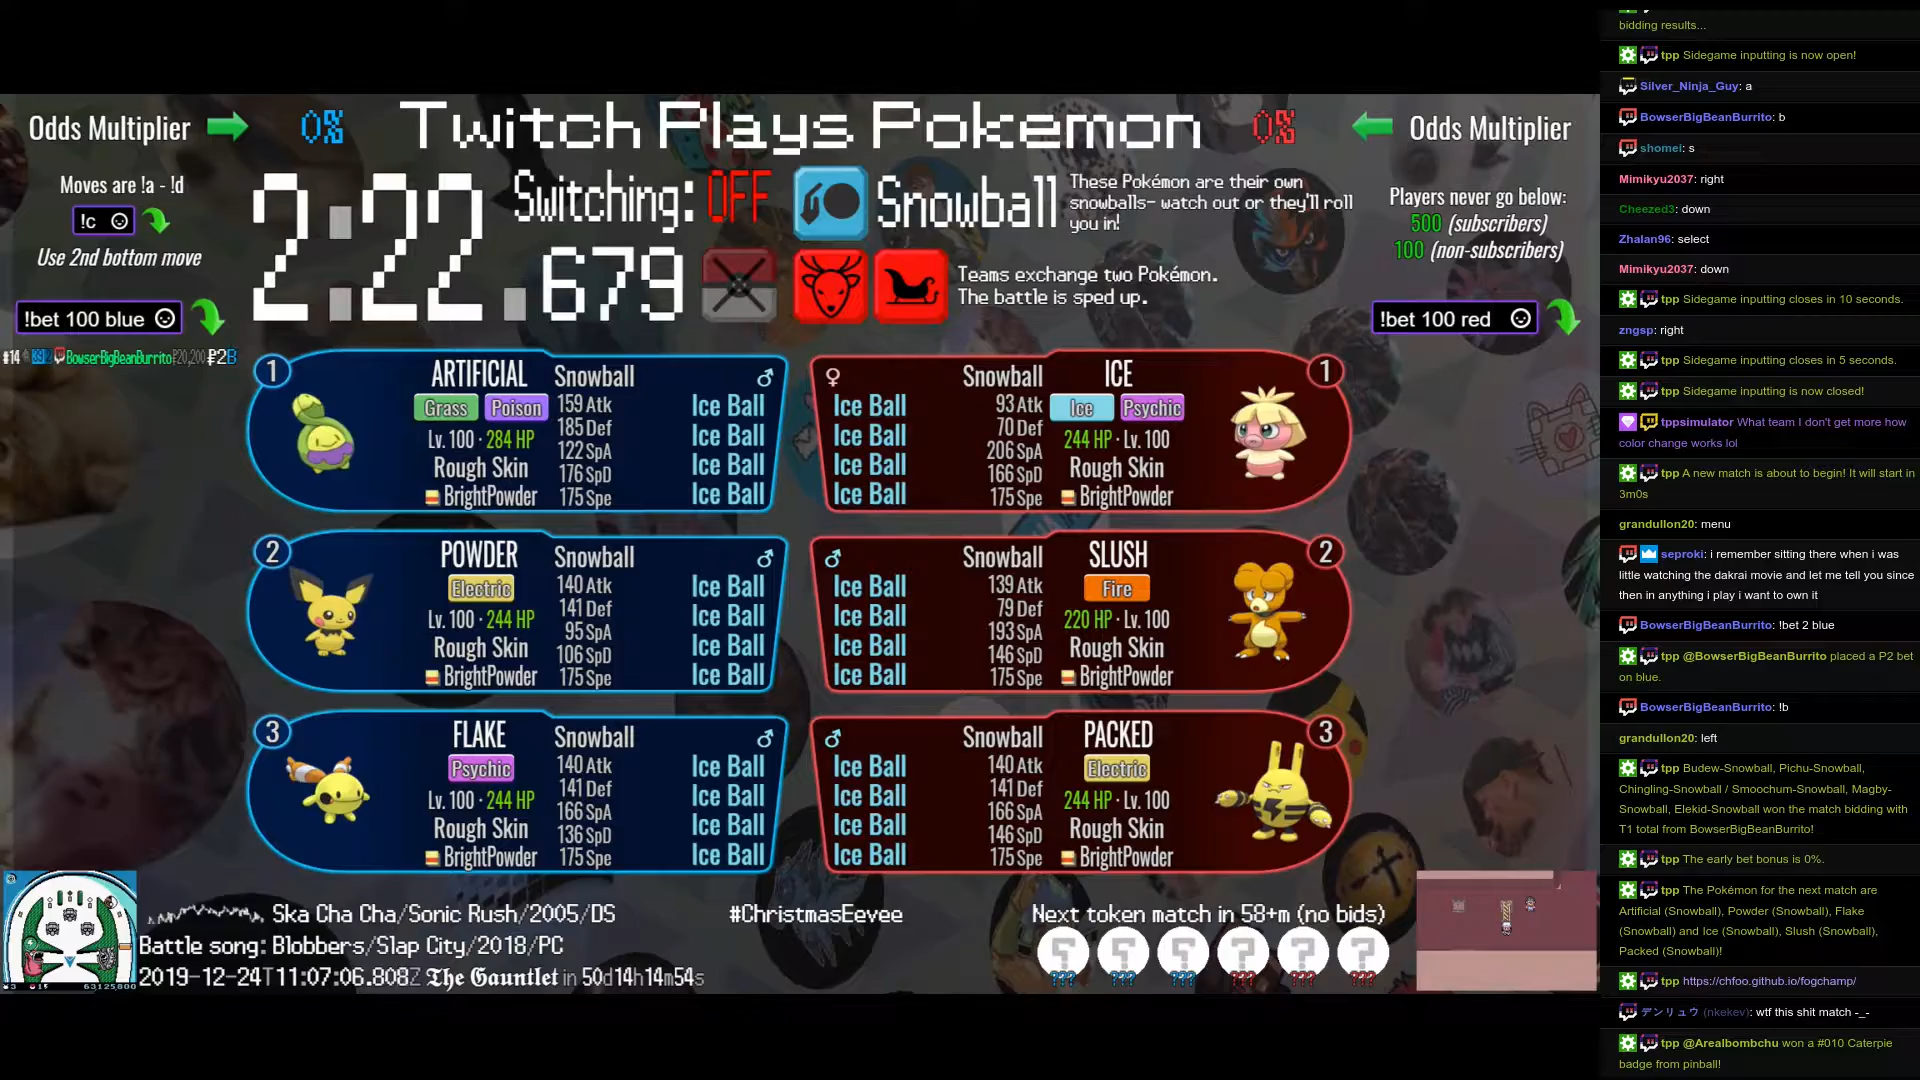 Odds Multiplier
0%
Twitch Plays Pokemon
0%
Odds Multiplier
Moves are !a - !d
!c
Use 2nd bottom move
!bet 100 blue
2:22.679
Switching: OFF
Snowball
These Pokémon are their own
snowballs- watch out or they'll roll
you in!
Teams exchange two Pokémon.
The battle is sped up.
Players never go below:
500 (subscribers)
100 (non-subscribers)
!bet 100 red
#14 BowserBigBeanBurrito ₽20,200 ₽2B
1
ARTIFICIAL
Grass Poison
Lv. 100 · 284 HP
Rough Skin
BrightPowder
Snowball
159 Atk
185 Def
122 SpA
176 SpD
175 Spe
♂
Ice Ball
Ice Ball
Ice Ball
Ice Ball
♀
Ice Ball
Ice Ball
Ice Ball
Ice Ball
Snowball
93 Atk
70 Def
206 SpA
166 SpD
175 Spe
ICE
Ice Psychic
244 HP · Lv. 100
Rough Skin
BrightPowder
1
2
POWDER
Electric
Lv. 100 · 244 HP
Rough Skin
BrightPowder
Snowball
140 Atk
141 Def
95 SpA
106 SpD
175 Spe
♂
Ice Ball
Ice Ball
Ice Ball
Ice Ball
♂
Ice Ball
Ice Ball
Ice Ball
Ice Ball
Snowball
139 Atk
79 Def
193 SpA
146 SpD
175 Spe
SLUSH
Fire
220 HP · Lv. 100
Rough Skin
BrightPowder
2
3
FLAKE
Psychic
Lv. 100 · 244 HP
Rough Skin
BrightPowder
Snowball
140 Atk
141 Def
166 SpA
136 SpD
175 Spe
♂
Ice Ball
Ice Ball
Ice Ball
Ice Ball
♂
Ice Ball
Ice Ball
Ice Ball
Ice Ball
Snowball
140 Atk
141 Def
166 SpA
146 SpD
175 Spe
PACKED
Electric
244 HP · Lv. 100
Rough Skin
BrightPowder
3
Ska Cha Cha/Sonic Rush/2005/DS
#ChristmasEevee
Battle song: Blobbers/Slap City/2018/PC
2019-12-24T11:07:06.808Z The Gauntlet in 50d14h14m54s
63125,800
Next token match in 58+m (no bids)
? ? ? ? ? ?
??? ??? ??? ??? ??? ???
bidding results...
tpp Sidegame inputting is now open!
Silver_Ninja_Guy: a
BowserBigBeanBurrito: b
shomei: s
Mimikyu2037: right
Cheezed3: down
Zhalan96: select
Mimikyu2037: down
tpp Sidegame inputting closes in 10 seconds.
zngsp: right
tpp Sidegame inputting closes in 5 seconds.
tpp Sidegame inputting is now closed!
tppsimulator What team I don't get more how
color change works lol
tpp A new match is about to begin! It will start in
3m0s
grandullon20: menu
seproki: i remember sitting there when i was
little watching the dakrai movie and let me tell you since
then in anything i play i want to own it
BowserBigBeanBurrito: !bet 2 blue
tpp @BowserBigBeanBurrito placed a P2 bet
on blue.
BowserBigBeanBurrito: !b
grandullon20: left
tpp Budew-Snowball, Pichu-Snowball,
Chingling-Snowball / Smoochum-Snowball, Magby-
Snowball, Elekid-Snowball won the match bidding with
T1 total from BowserBigBeanBurrito!
tpp The early bet bonus is 0%.
tpp The Pokémon for the next match are
Artificial (Snowball), Powder (Snowball), Flake
(Snowball) and Ice (Snowball), Slush (Snowball),
Packed (Snowball)!
tpp https://chfoo.github.io/fogchamp/
デンリュウ (nkekev): wtf this shit match -_-
tpp @Arealbombchu won a #010 Caterpie
badge from pinball!